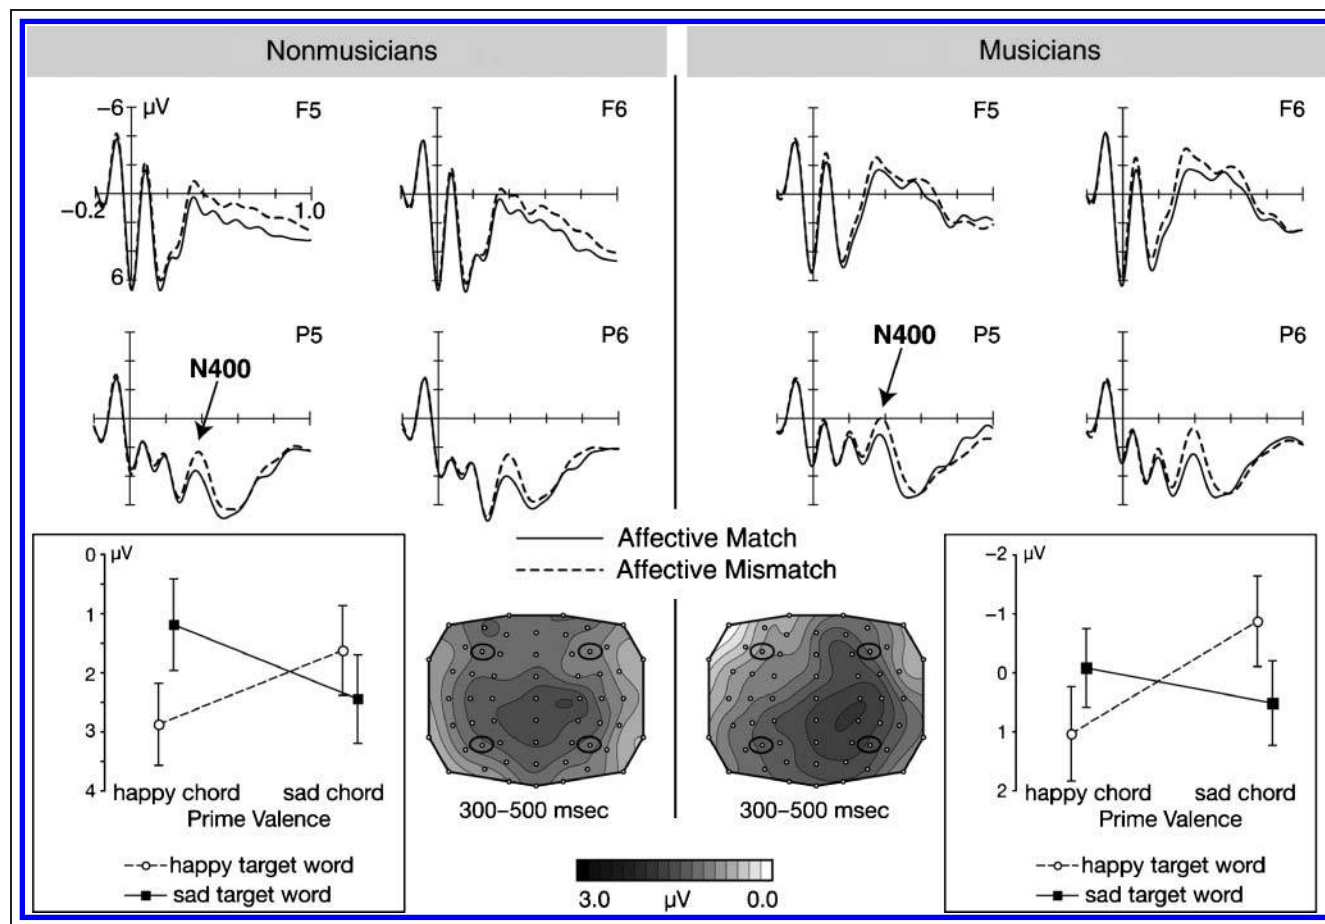 Nonmusicians
Musicians
−6
µV
F5
F6
F5
F6
−0.2
1.0
6
P5
P6
P5
P6
N400
N400
Affective Match
Affective Mismatch
0
µV
1
2
3
4
happy chord
sad chord
Prime Valence
happy target word
sad target word
300–500 msec
300–500 msec
3.0
µV
0.0
−2
µV
−1
0
1
2
happy chord
sad chord
Prime Valence
happy target word
sad target word